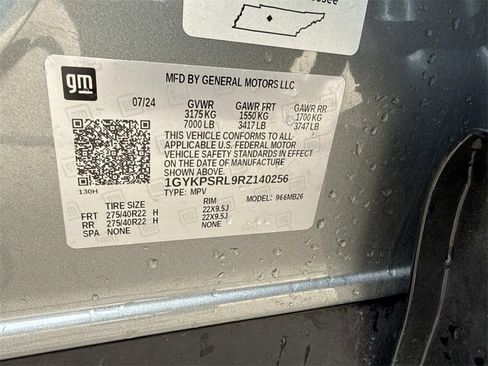 gm
MFD BY GENERAL MOTORS LLC
07/24 GVWR GAWR FRT GAWR RR
3175 KG 1550 KG 1700 KG
7000 LB 3417 LB 3747 LB
THIS VEHICLE CONFORMS TO ALL
APPLICABLE U.S. FEDERAL MOTOR
VEHICLE SAFETY STANDARDS IN EFFECT
ON THE DATE OF MANUFACTURE
SHOWN ABOVE.
1GYKPSRL9RZ140256
130H TYPE: MPV MODEL: 966MB26
TIRE SIZE RIM
FRT 275/40R22 H 22X9.5J
RR 275/40R22 H 22X9.5J
SPA NONE NONE